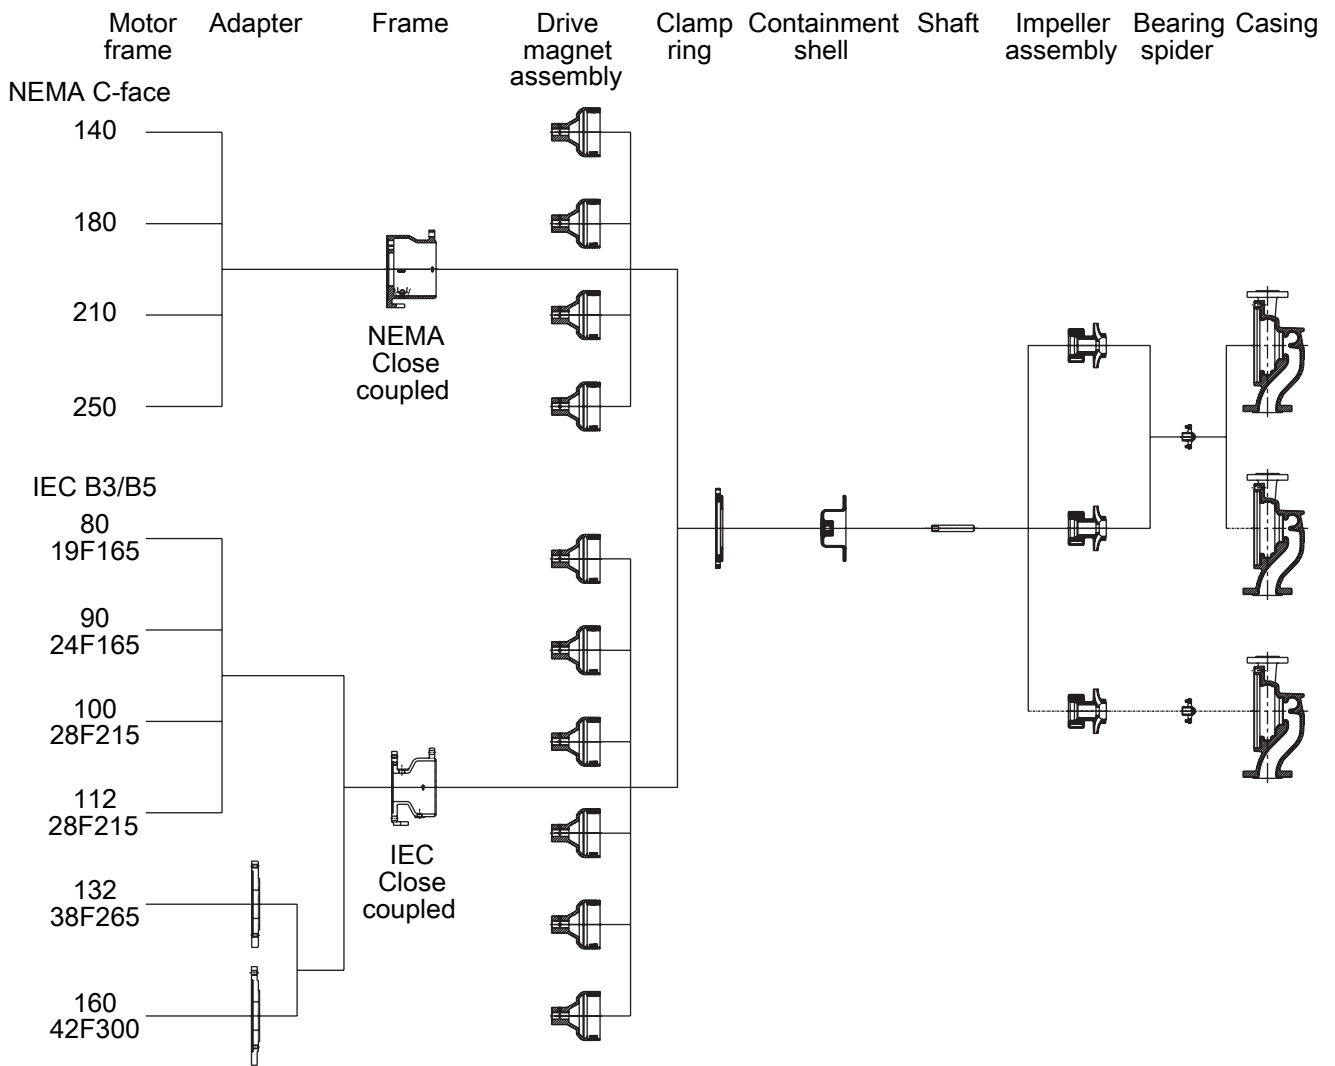 Motor
frame
Adapter
Frame
Drive
magnet
assembly
Clamp
ring
Containment
shell
Shaft
Impeller
assembly
Bearing
spider
Casing
NEMA C-face
140
180
210
250
NEMA
Close
coupled
IEC B3/B5
80
19F165
90
24F165
100
28F215
112
28F215
132
38F265
160
42F300
IEC
Close
coupled